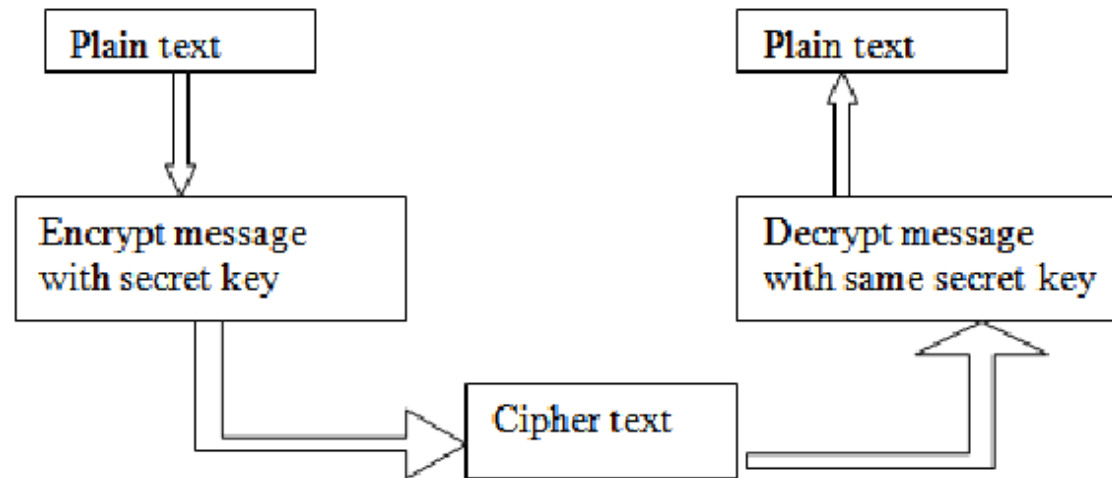 Plain text
Plain text
Encrypt message
with secret key
Decrypt message
with same secret key
Cipher text